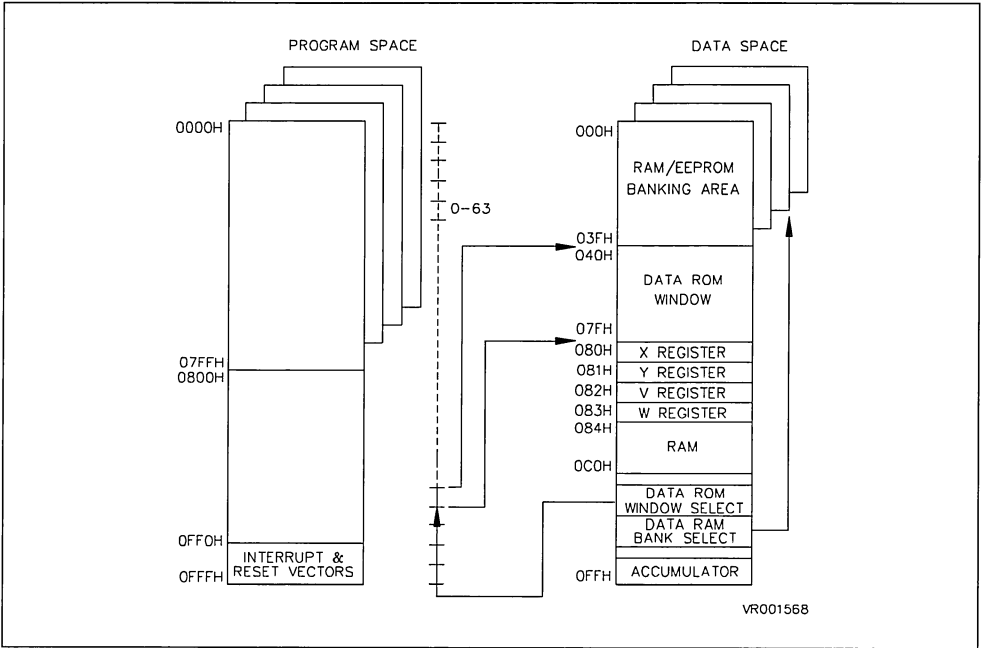 PROGRAM SPACE
DATA SPACE
0000H
07FFH
0800H
0FF0H
0FFFH
INTERRUPT &
RESET VECTORS
0-63
000H
RAM/EEPROM
BANKING AREA
03FH
040H
DATA ROM
WINDOW
07FH
080H
X REGISTER
081H
Y REGISTER
082H
V REGISTER
083H
W REGISTER
084H
RAM
0C0H
DATA ROM
WINDOW SELECT
DATA RAM
BANK SELECT
0FFH
ACCUMULATOR
VR001568